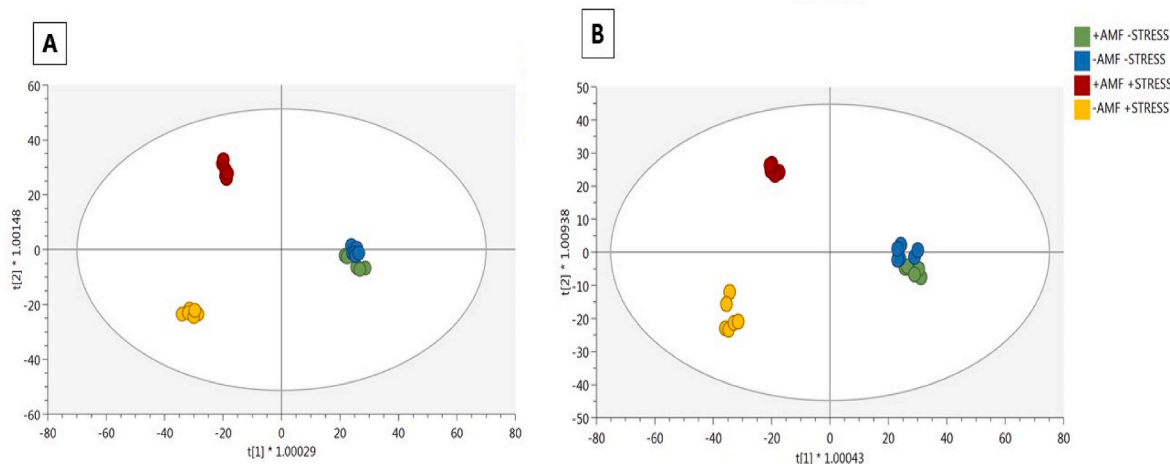 A
60
40
20
0
-20
-40
-60
-80 -60 -40 -20 0 20 40 60 80
t[2] * 1.00148
t[1] * 1.00029
B
50
40
30
20
10
0
-10
-20
-30
-40
-50
-80 -60 -40 -20 0 20 40 60 80
t[2] * 1.00938
t[1] * 1.00043
+AMF -STRESS
-AMF -STRESS
+AMF +STRESS
-AMF +STRESS